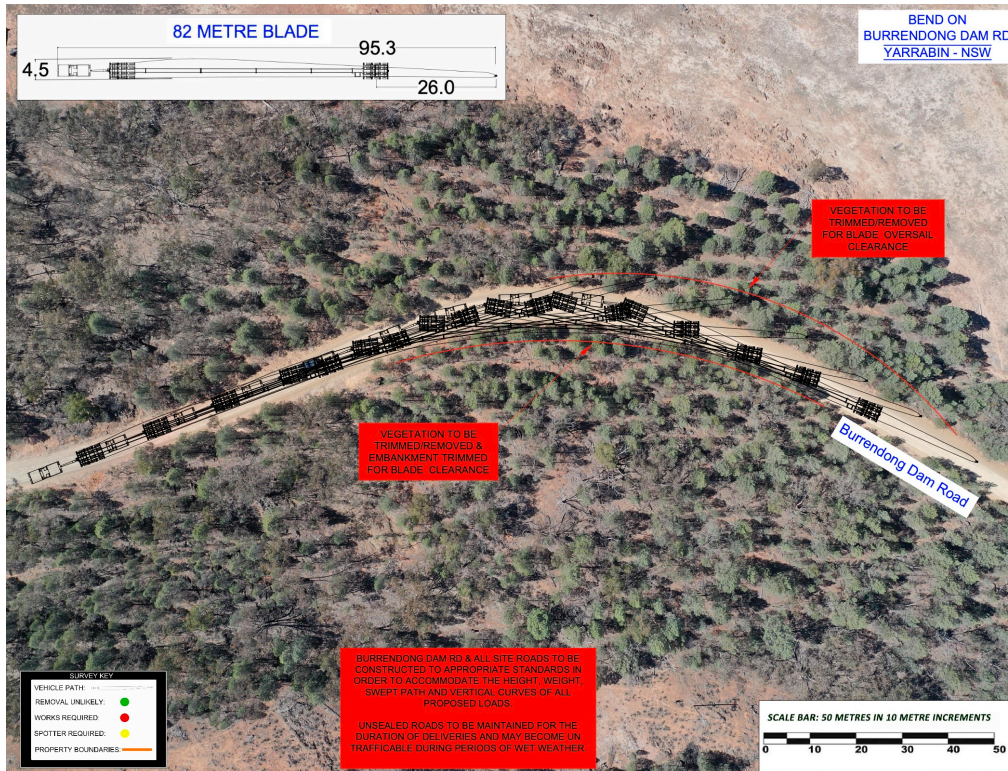 82 METRE BLADE
95.3
4.5
26.0
BEND ON
BURRENDONG DAM RD
YARRABIN - NSW
VEGETATION TO BE
TRIMMED/REMOVED
FOR BLADE OVERSAIL
CLEARANCE
VEGETATION TO BE
TRIMMED/REMOVED &
EMBANKMENT TRIMMED
FOR BLADE CLEARANCE
Burrendong Dam Road
BURRENDONG DAM RD & ALL SITE ROADS TO BE
CONSTRUCTED TO APPROPRIATE STANDARDS IN
ORDER TO ACCOMMODATE THE HEIGHT, WEIGHT,
SWEPT PATH AND VERTICAL CURVES OF ALL
PROPOSED LOADS.
UNSEALED ROADS TO BE MAINTAINED FOR THE
DURATION OF DELIVERIES AND MAY BECOME UN
TRAFFICABLE DURING PERIODS OF WET WEATHER
SURVEY KEY
VEHICLE PATH:
REMOVAL UNLIKELY:
WORKS REQUIRED:
SPOTTER REQUIRED:
PROPERTY BOUNDARIES:
SCALE BAR: 50 METRES IN 10 METRE INCREMENTS
0 10 20 30 40 50